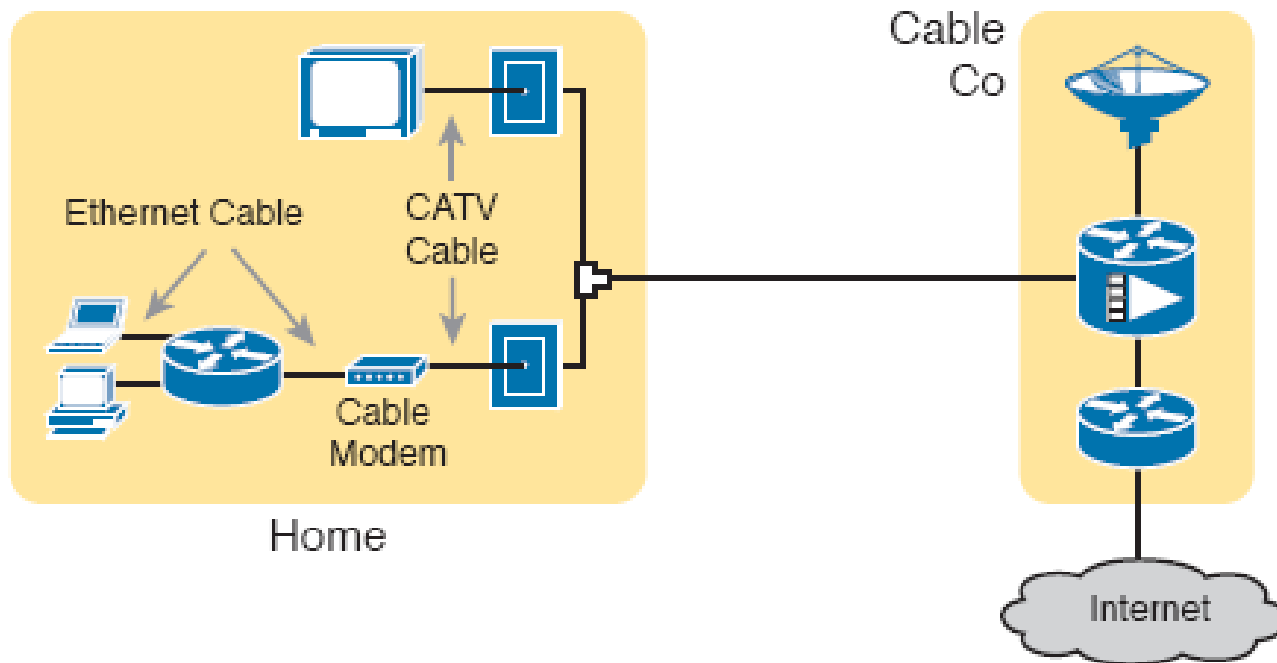 Cable
Co
Ethernet Cable
CATV
Cable
Cable
Modem
Home
Internet